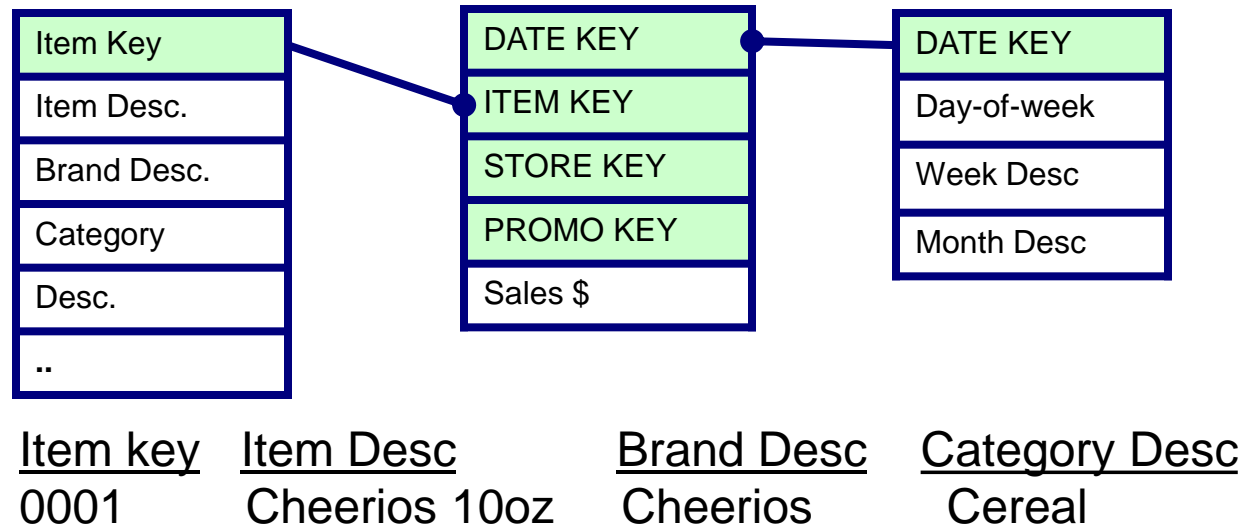 Item Key
Item Desc.
Brand Desc.
Category
Desc.
..
DATE KEY
ITEM KEY
STORE KEY
PROMO KEY
Sales $
DATE KEY
Day-of-week
Week Desc
Month Desc
Item key Item Desc Brand Desc Category Desc
0001 Cheerios 10oz Cheerios Cereal